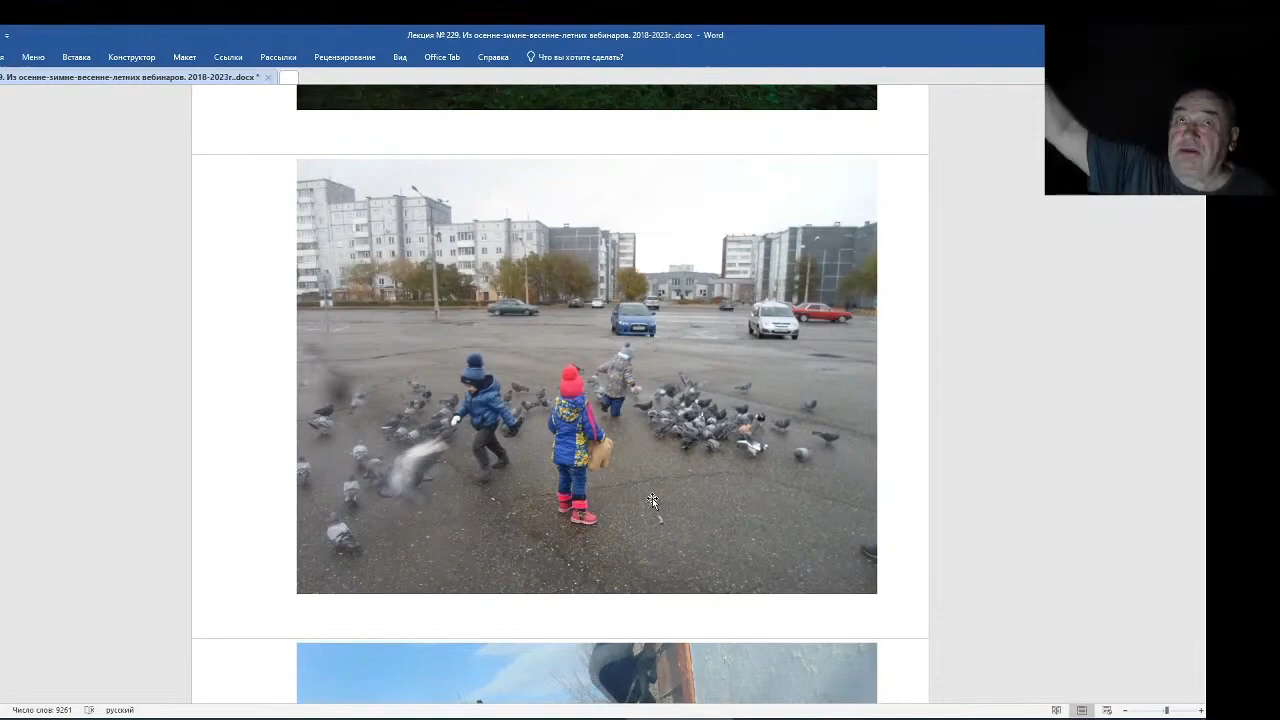 Лекция № 229. Из осенне-зимне-весенне-летних вебинаров. 2018-2023г..docx - Word
я Меню Вставка Конструктор Макет Ссылки Рассылки Рецензирование Вид Office Tab Справка Что вы хотите сделать?
9. Из осенне-зимне-весенне-летних вебинаров. 2018-2023г..docx *
Число слов: 9261 русский